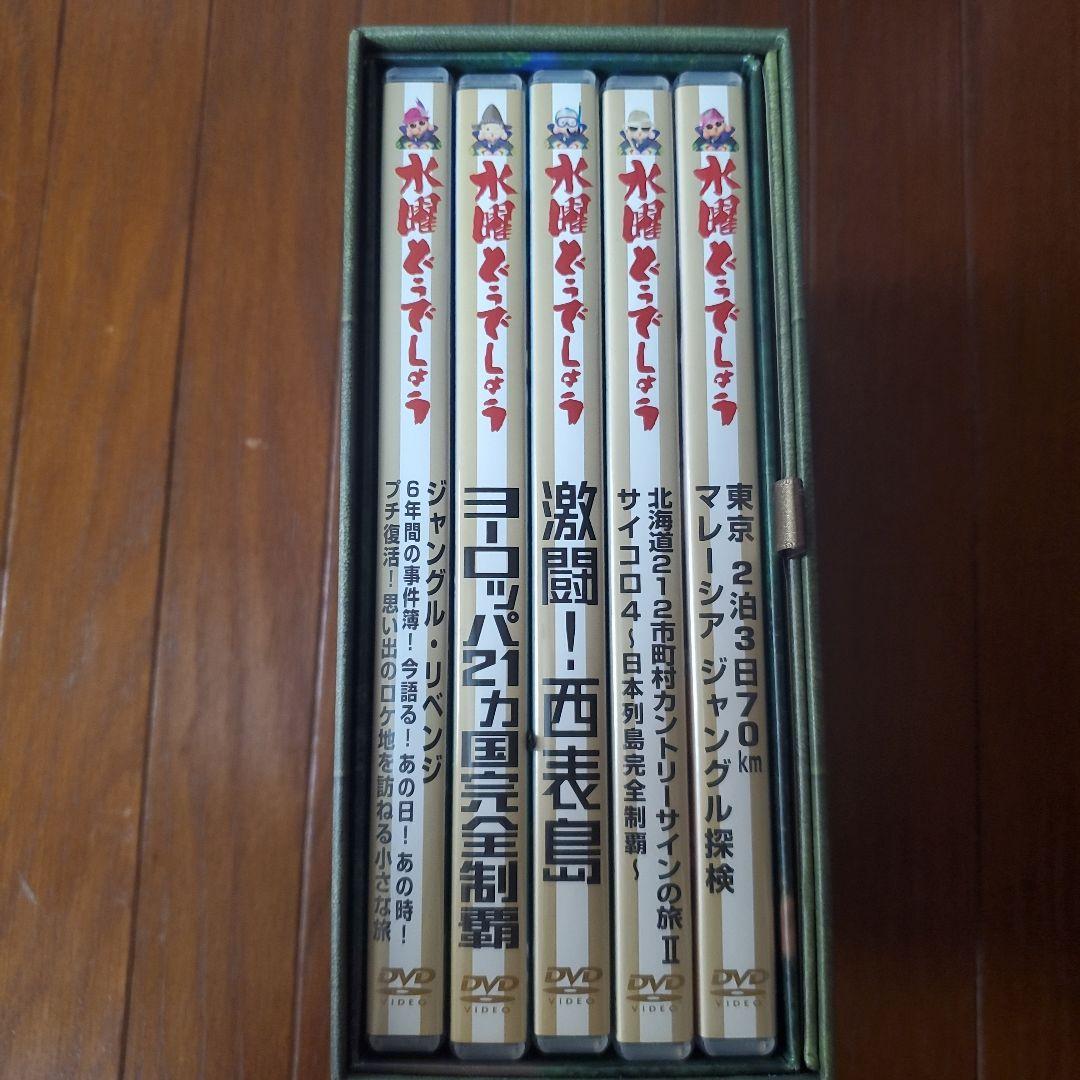 水曜どうでしょう
ジャングル・リベンジ
6年間の事件簿!今語る!あの日!あの時!
プチ復活!思い出のロケ地を訪ねる小さな旅
DVD
VIDEO
水曜どうでしょう
ヨーロッパ21ヵ国完全制覇
DVD
VIDEO
水曜どうでしょう
激闘!西表島
DVD
VIDEO
水曜どうでしょう
北海道212市町村カントリーサインの旅Ⅱ
サイコロ4～日本列島完全制覇～
DVD
VIDEO
水曜どうでしょう
東京 2泊3日70km
マレーシア ジャングル探検
DVD
VIDEO